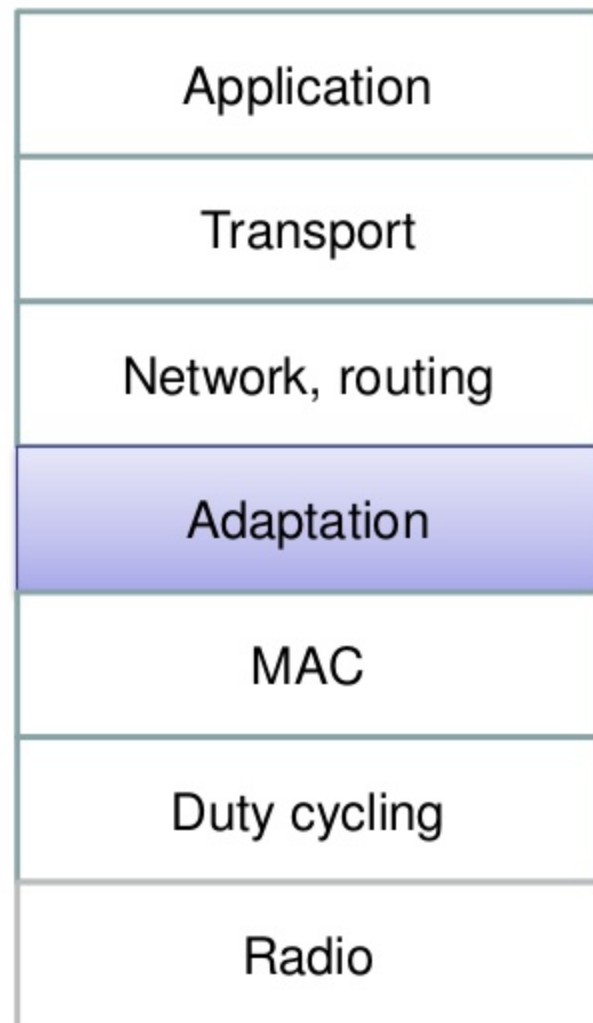 Application
Transport
Network, routing
Adaptation
MAC
Duty cycling
Radio